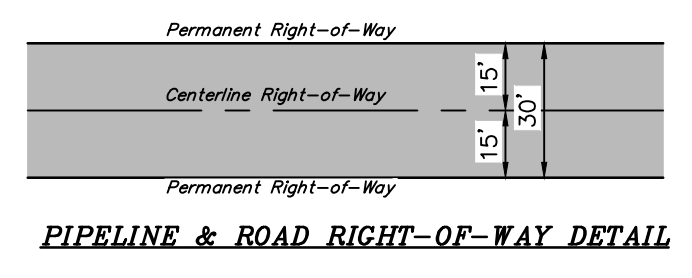 Permanent Right-of-Way
Centerline Right-of-Way
15'
30'
15'
Permanent Right-of-Way
PIPELINE & ROAD RIGHT-OF-WAY DETAIL